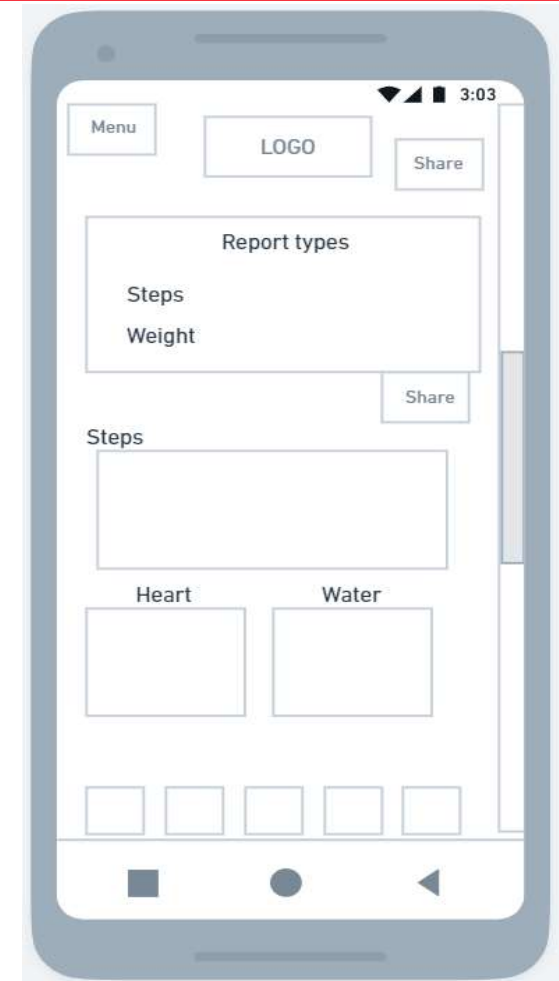 3:03
Menu
LOGO
Share
Report types
Steps
Weight
Share
Steps
Heart Water